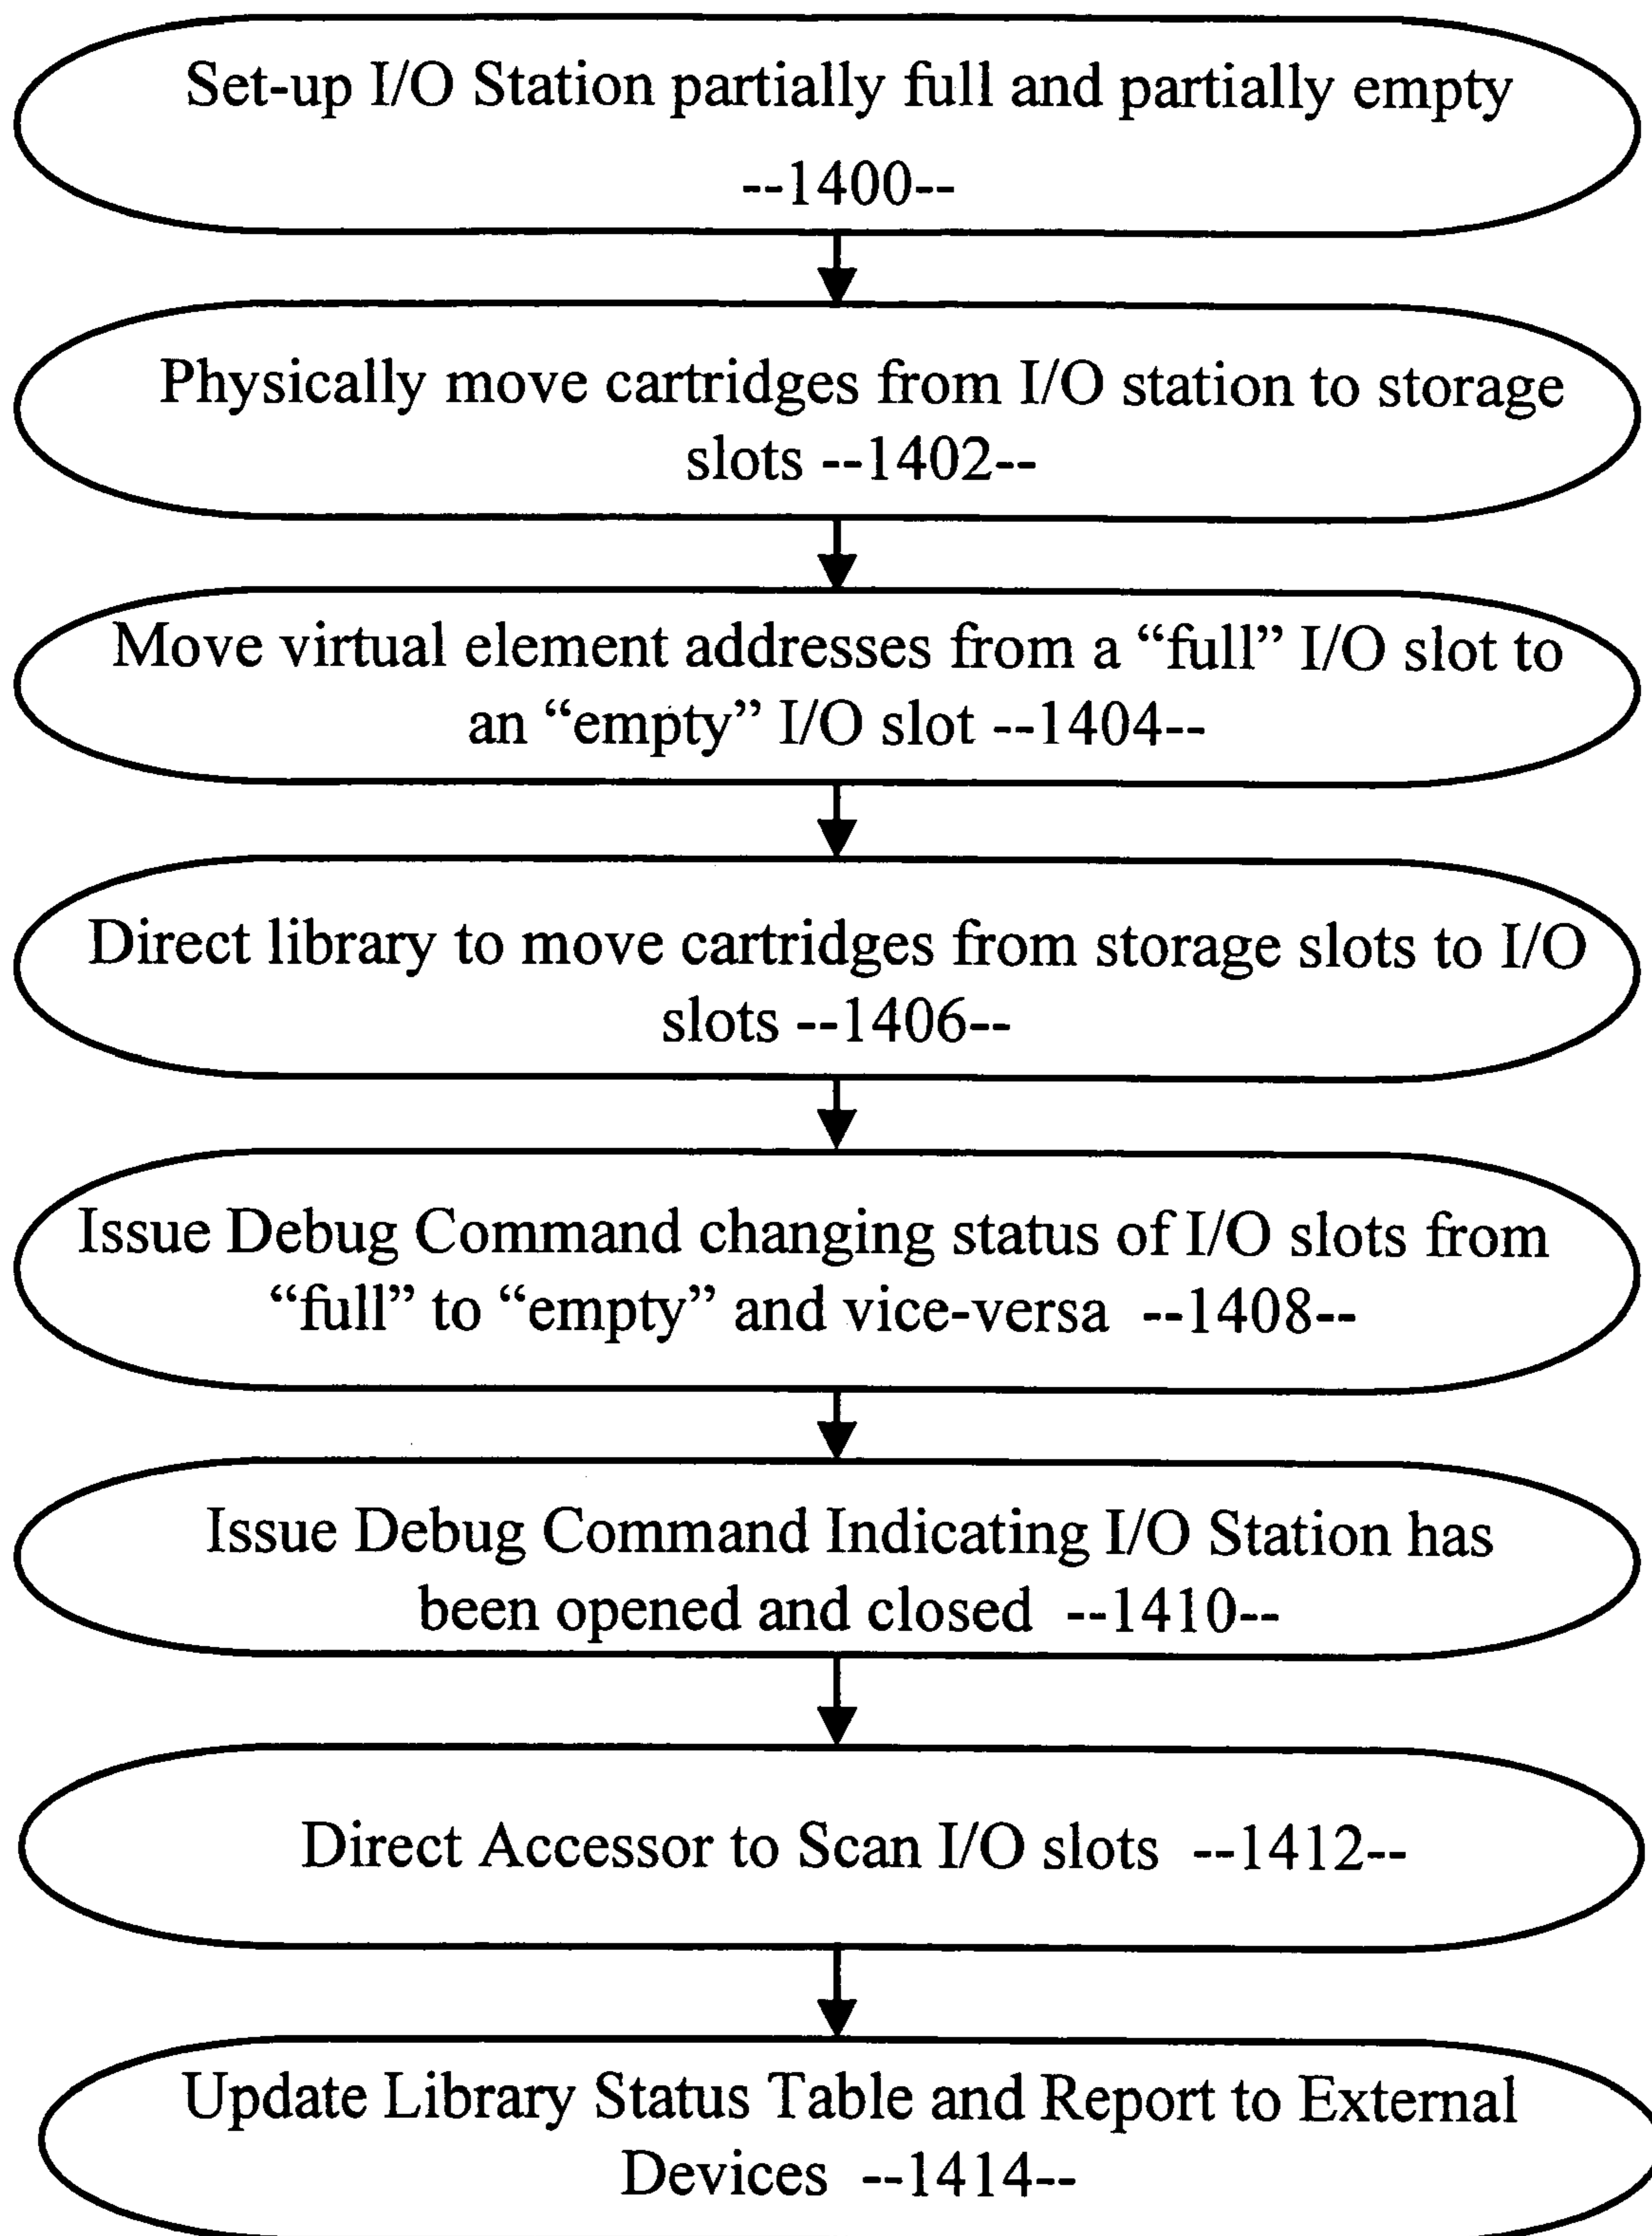 Set-up I/O Station partially full and partially empty
--1400--
Physically move cartridges from I/O station to storage
slots --1402--
Move virtual element addresses from a “full” I/O slot to
an “empty” I/O slot --1404--
Direct library to move cartridges from storage slots to I/O
slots --1406--
Issue Debug Command changing status of I/O slots from
“full” to “empty” and vice-versa --1408--
Issue Debug Command Indicating I/O Station has
been opened and closed --1410--
Direct Accessor to Scan I/O slots --1412--
Update Library Status Table and Report to External
Devices --1414--